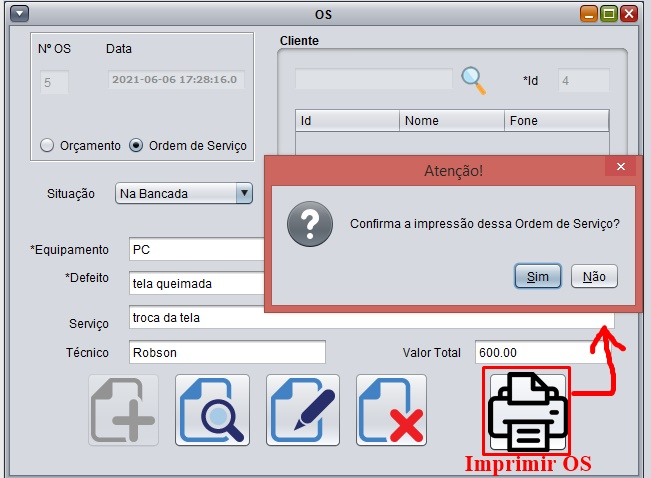 OS
Nº OS
Data
Cliente
5
2021-06-06 17:28:16.0
*Id
4
Id
Nome
Fone
Orçamento
Ordem de Serviço
Atenção!
Situação
Na Bancada
Confirma a impressão dessa Ordem de Serviço?
*Equipamento
PC
Sim
Não
*Defeito
tela queimada
Serviço
troca da tela
Técnico
Robson
Valor Total
600.00
Imprimir OS